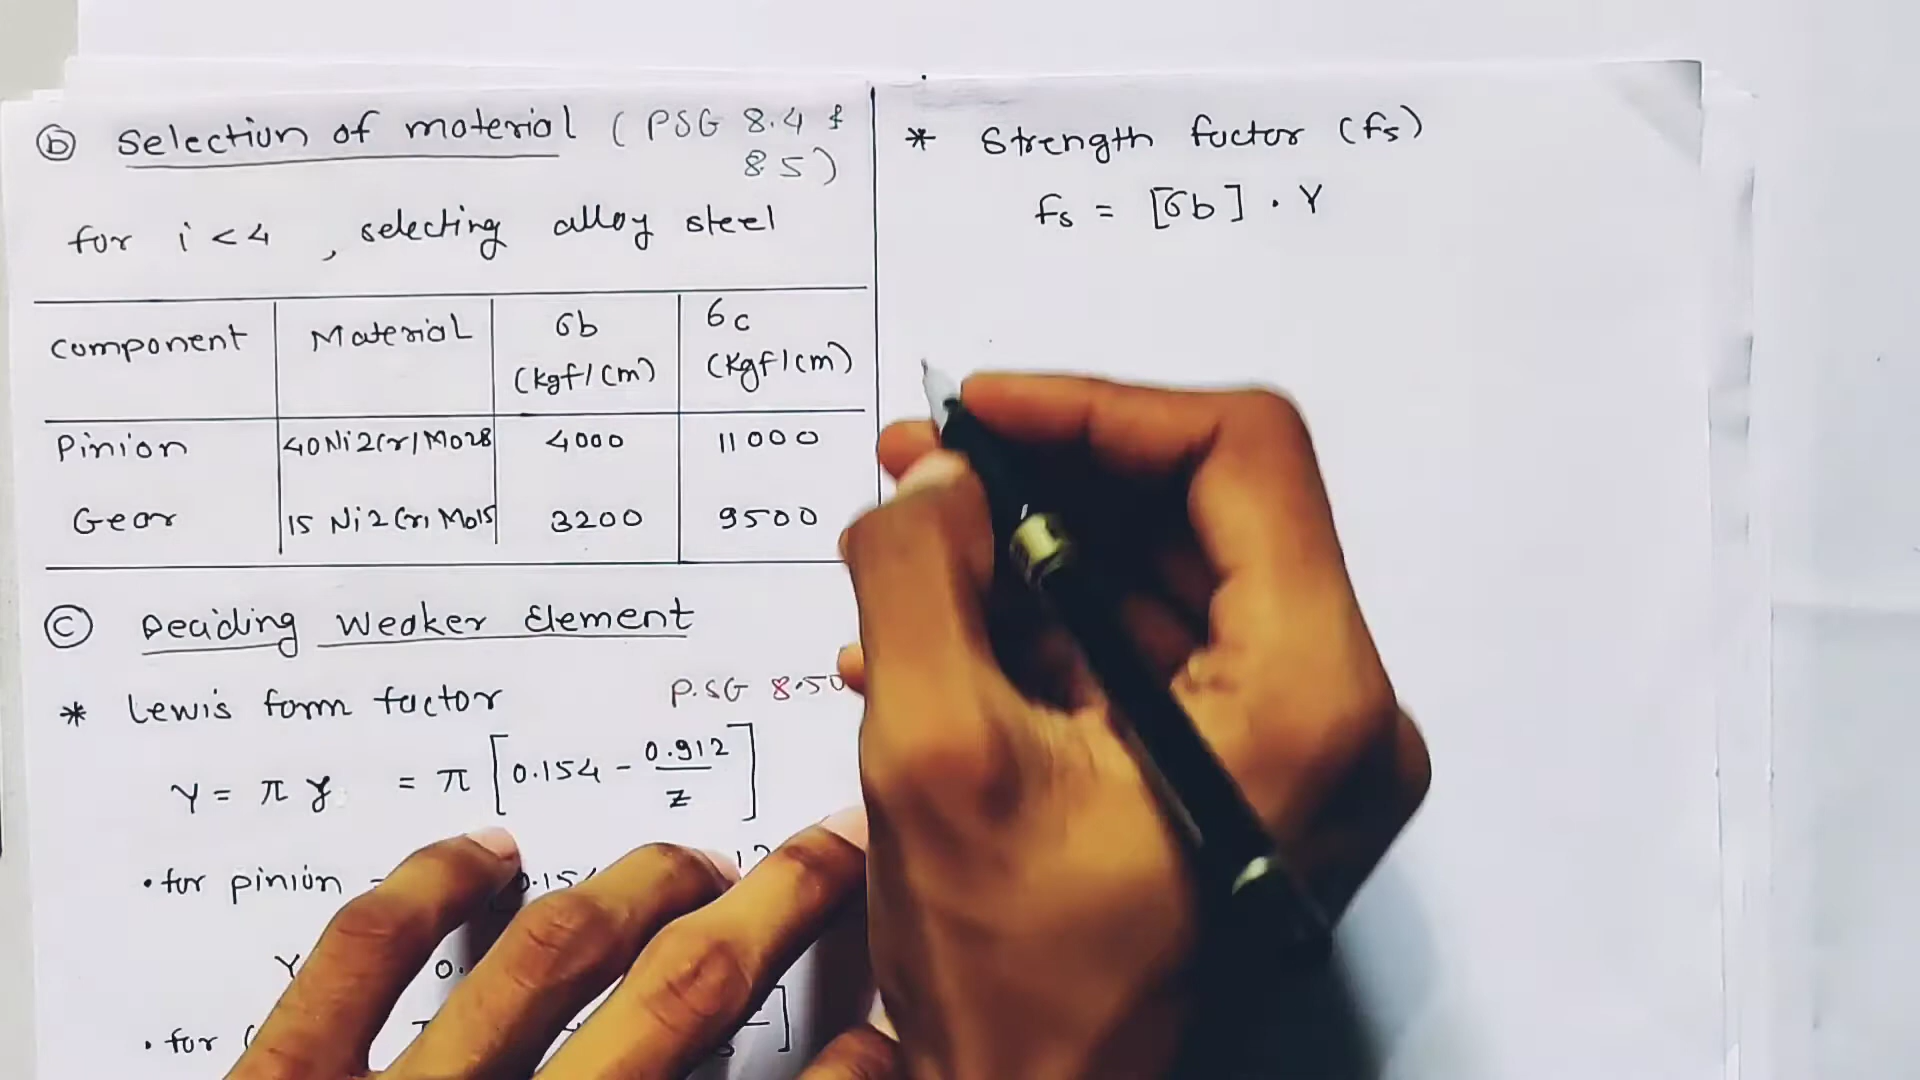 ⓑ Selection of material (PSG 8.4 &
8.5)
for i < 4 , selecting alloy steel
Component Material σb (kgf/cm) σc (kgf/cm)
Pinion 40Ni2Cr1Mo28 4000 11000
Gear 15Ni2Cr1Mo15 3200 9500
ⓒ Deciding Weaker Element
* Lewis form factor P.SG 8.50
Y = π y = π [0.154 - 0.912/z]
• for pinion
Y 0.
• for
* Strength factor (fs)
fs = [σb] . Y